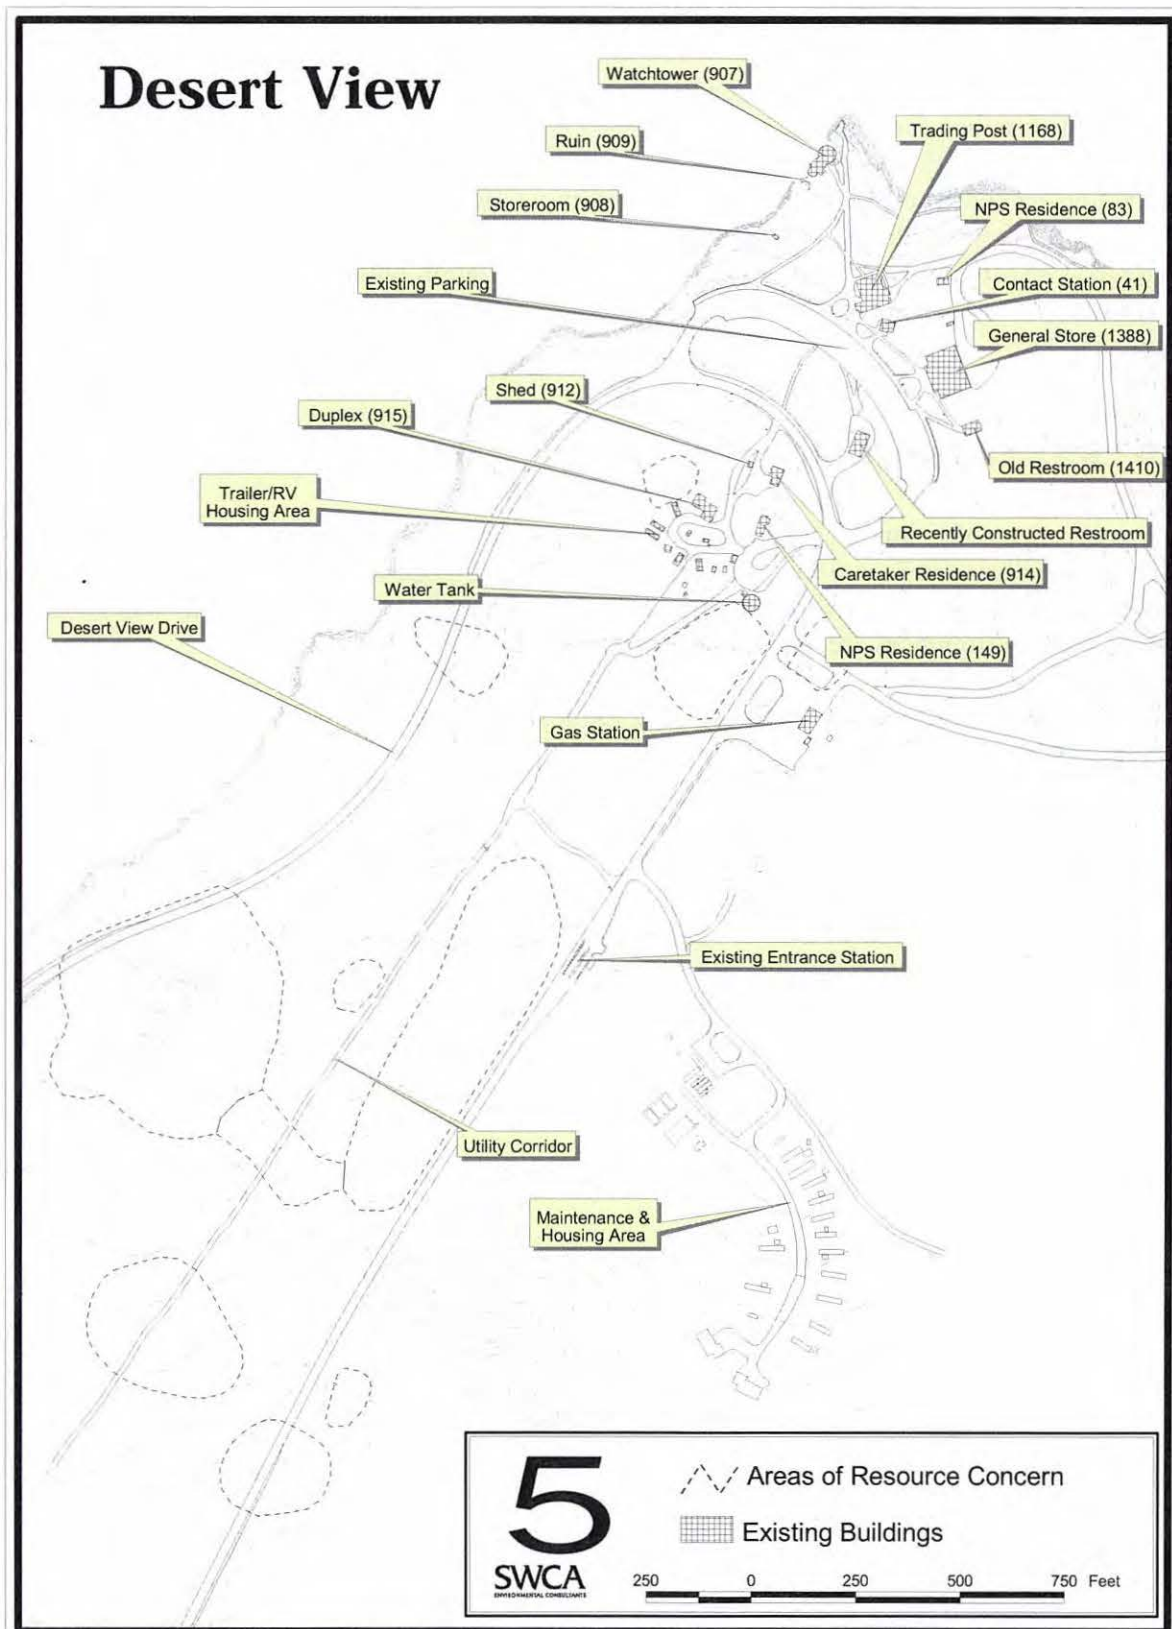 Desert View
Watchtower (907)
Trading Post (1168)
Ruin (909)
Storeroom (908)
NPS Residence (83)
Existing Parking
Contact Station (41)
General Store (1388)
Shed (912)
Duplex (915)
Old Restroom (1410)
Trailer/RV
Housing Area
Recently Constructed Restroom
Caretaker Residence (914)
Water Tank
Desert View Drive
NPS Residence (149)
Gas Station
Existing Entrance Station
Utility Corridor
Maintenance &
Housing Area
5
SWCA
ENVIRONMENTAL CONSULTANTS
Areas of Resource Concern
Existing Buildings
250 0 250 500 750 Feet